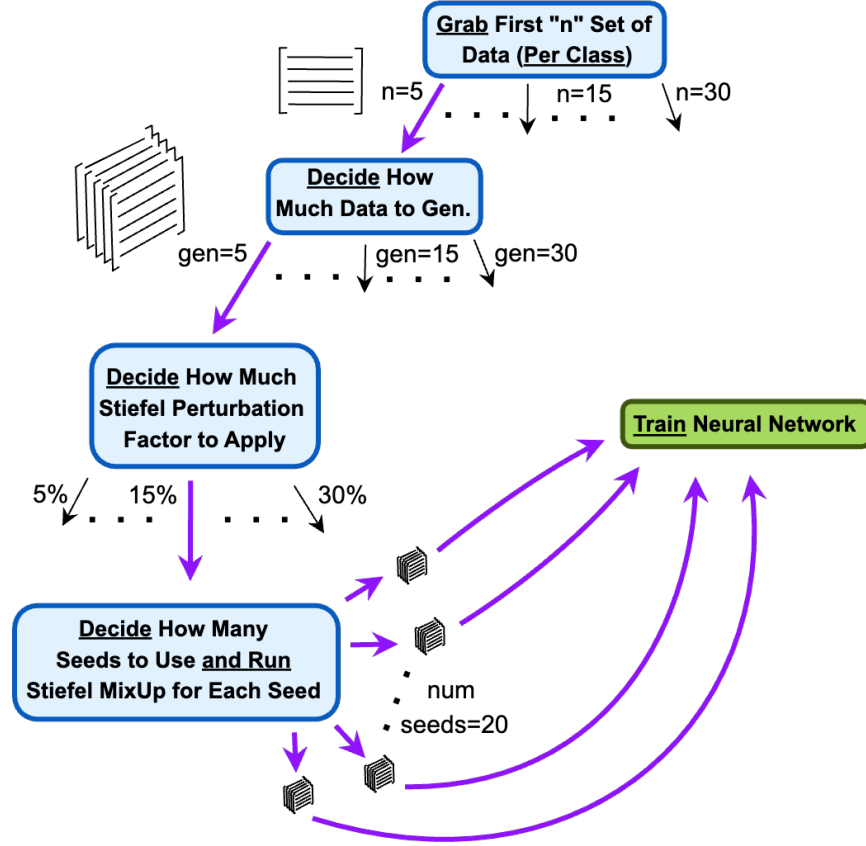 Grab First "n" Set of
Data (Per Class)
n=5
n=15
n=30
Decide How
Much Data to Gen.
gen=5
gen=15
gen=30
Decide How Much
Stiefel Perturbation
Factor to Apply
Train Neural Network
5%
15%
30%
Decide How Many
Seeds to Use and Run
Stiefel MixUp for Each Seed
num
seeds=20